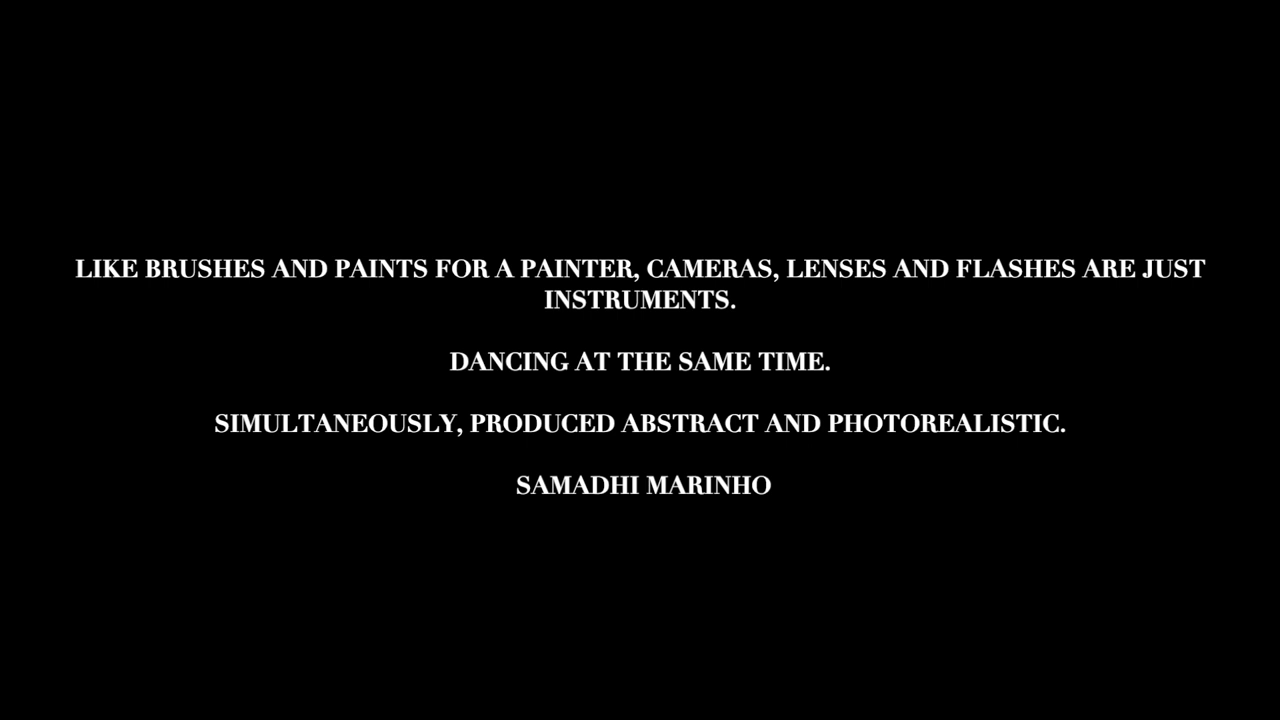 LIKE BRUSHES AND PAINTS FOR A PAINTER, CAMERAS, LENSES AND FLASHES ARE JUST
INSTRUMENTS.
DANCING AT THE SAME TIME.
SIMULTANEOUSLY, PRODUCED ABSTRACT AND PHOTOREALISTIC.
SAMADHI MARINHO